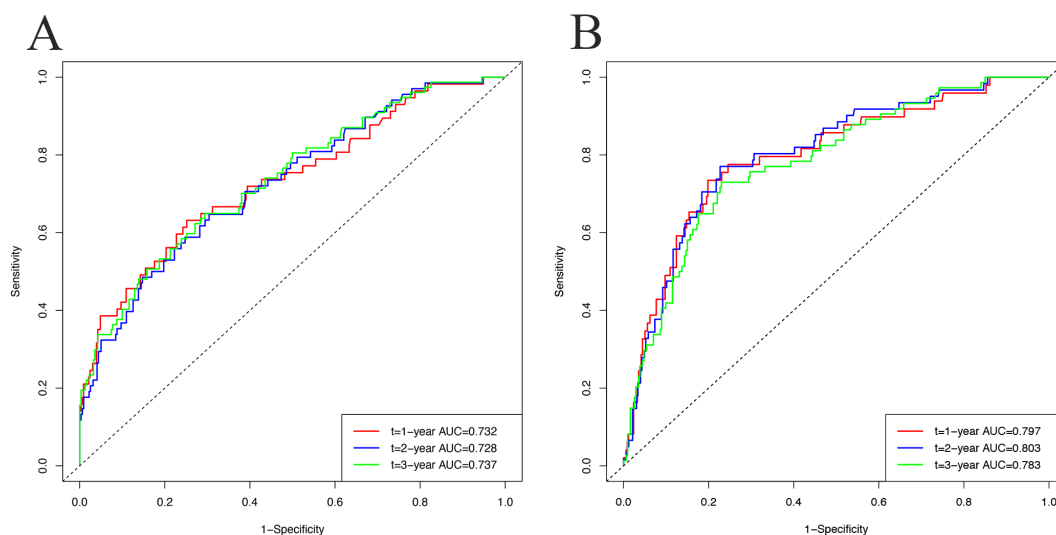 A
Sensitivity
1.0
0.8
0.6
0.4
0.2
0.0
t=1−year AUC=0.732
t=2−year AUC=0.728
t=3−year AUC=0.737
0.0 0.2 0.4 0.6 0.8 1.0
1−Specificity
B
Sensitivity
1.0
0.8
0.6
0.4
0.2
0.0
t=1−year AUC=0.797
t=2−year AUC=0.803
t=3−year AUC=0.783
0.0 0.2 0.4 0.6 0.8 1.0
1−Specificity